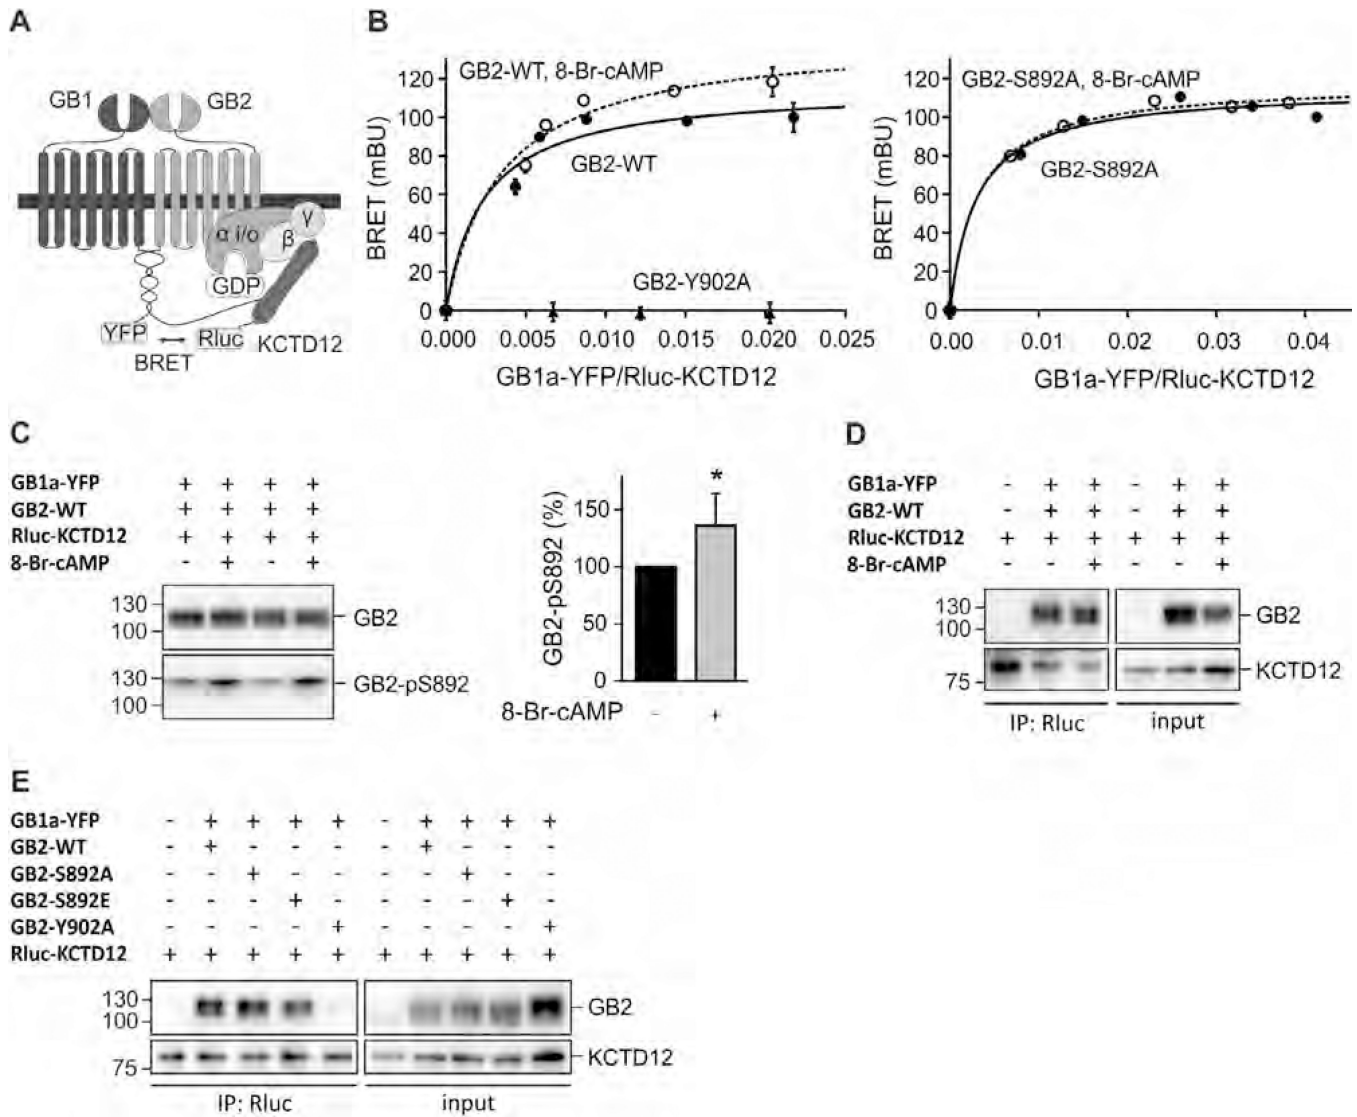 A
GB1 GB2
α i/o β γ
GDP
YFP Rluc KCTD12
BRET
B
BRET (mBU)
120
100
80
60
40
20
0
GB2-WT, 8-Br-cAMP
GB2-WT
GB2-Y902A
0.000 0.005 0.010 0.015 0.020 0.025
GB1a-YFP/Rluc-KCTD12
BRET (mBU)
120
100
80
60
40
20
0
GB2-S892A, 8-Br-cAMP
GB2-S892A
0.00 0.01 0.02 0.03 0.04
GB1a-YFP/Rluc-KCTD12
C
GB1a-YFP + + + +
GB2-WT + + + +
Rluc-KCTD12 + + + +
8-Br-cAMP - + - +
130
100
GB2
130
100
GB2-pS892
GB2-pS892 (%)
150
100
50
0
*
8-Br-cAMP - +
D
GB1a-YFP - + + - + +
GB2-WT - + + - + +
Rluc-KCTD12 + + + + + +
8-Br-cAMP - - + - - +
130
100
GB2
75
KCTD12
IP: Rluc input
E
GB1a-YFP - + + + + - + + + +
GB2-WT - + - - - - + - - -
GB2-S892A - - + - - - - + - -
GB2-S892E - - - + - - - - + -
GB2-Y902A - - - - + - - - - +
Rluc-KCTD12 + + + + + + + + + +
130
100
GB2
75
KCTD12
IP: Rluc input